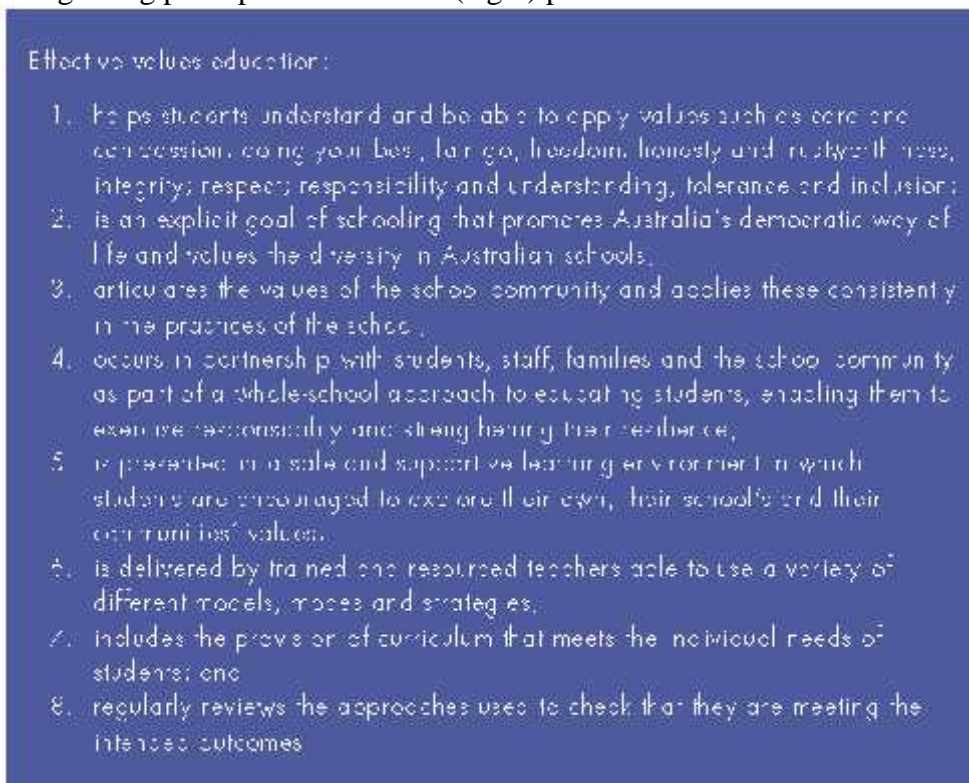 Effective values education:
1. helps students understand and be able to apply values such as care and
compassion; doing your best; fair go; freedom; honesty and trustworthiness;
integrity; respect; responsibility and understanding, tolerance and inclusion;
2. is an explicit goal of schooling that promotes Australia's democratic way of
life and values the diversity in Australian schools;
3. articulates the values of the school community and applies these consistently
in the practices of the school;
4. occurs in partnership with students, staff, families and the school community
as part of a whole-school approach to educating students, enabling them to
exercise responsibility and strengthening their resilience;
5. is presented in a safe and supportive learning environment in which
students are encouraged to explore their own, their school's and their
communities' values;
6. is delivered by trained and resourced teachers able to use a variety of
different models, modes and strategies;
7. includes the provision of curriculum that meets the individual needs of
students; and
8. regularly reviews the approaches used to check that they are meeting the
intended outcomes